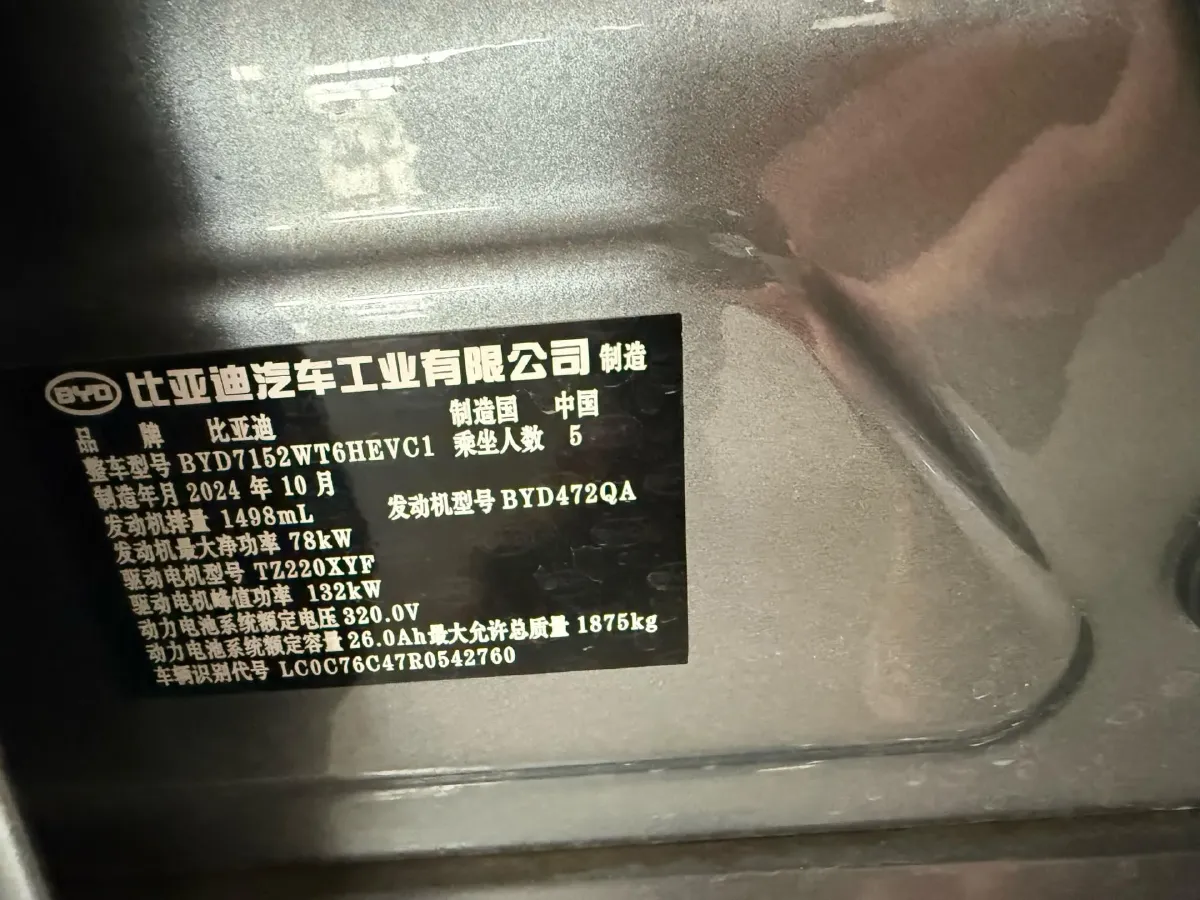 BYD 比亚迪汽车工业有限公司 制造
品 牌 比亚迪 制造国 中国
整车型号 BYD7152WT6HEVC1 乘坐人数 5
制造年月 2024 年 10 月
发动机排量 1498mL 发动机型号 BYD472QA
发动机最大净功率 78kW
驱动电机型号 TZ220XYF
驱动电机峰值功率 132kW
动力电池系统额定电压 320.0V
动力电池系统额定容量 26.0Ah 最大允许总质量 1875kg
车辆识别代号 LC0C76C47R0542760